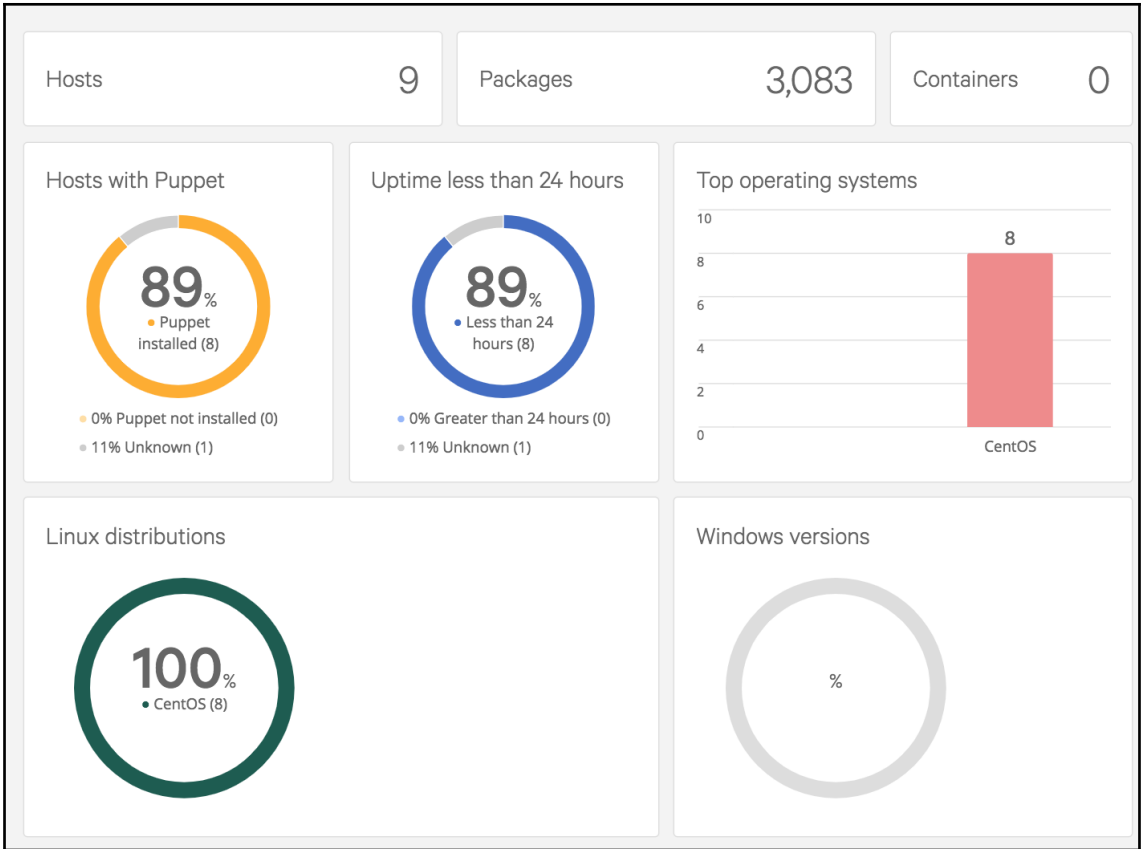 Hosts 9
Packages 3,083
Containers 0
Hosts with Puppet
89%
Puppet
installed (8)
0% Puppet not installed (0)
11% Unknown (1)
Uptime less than 24 hours
89%
Less than 24
hours (8)
0% Greater than 24 hours (0)
11% Unknown (1)
Top operating systems
10
8
8
6
4
2
0
CentOS
Linux distributions
100%
CentOS (8)
Windows versions
%